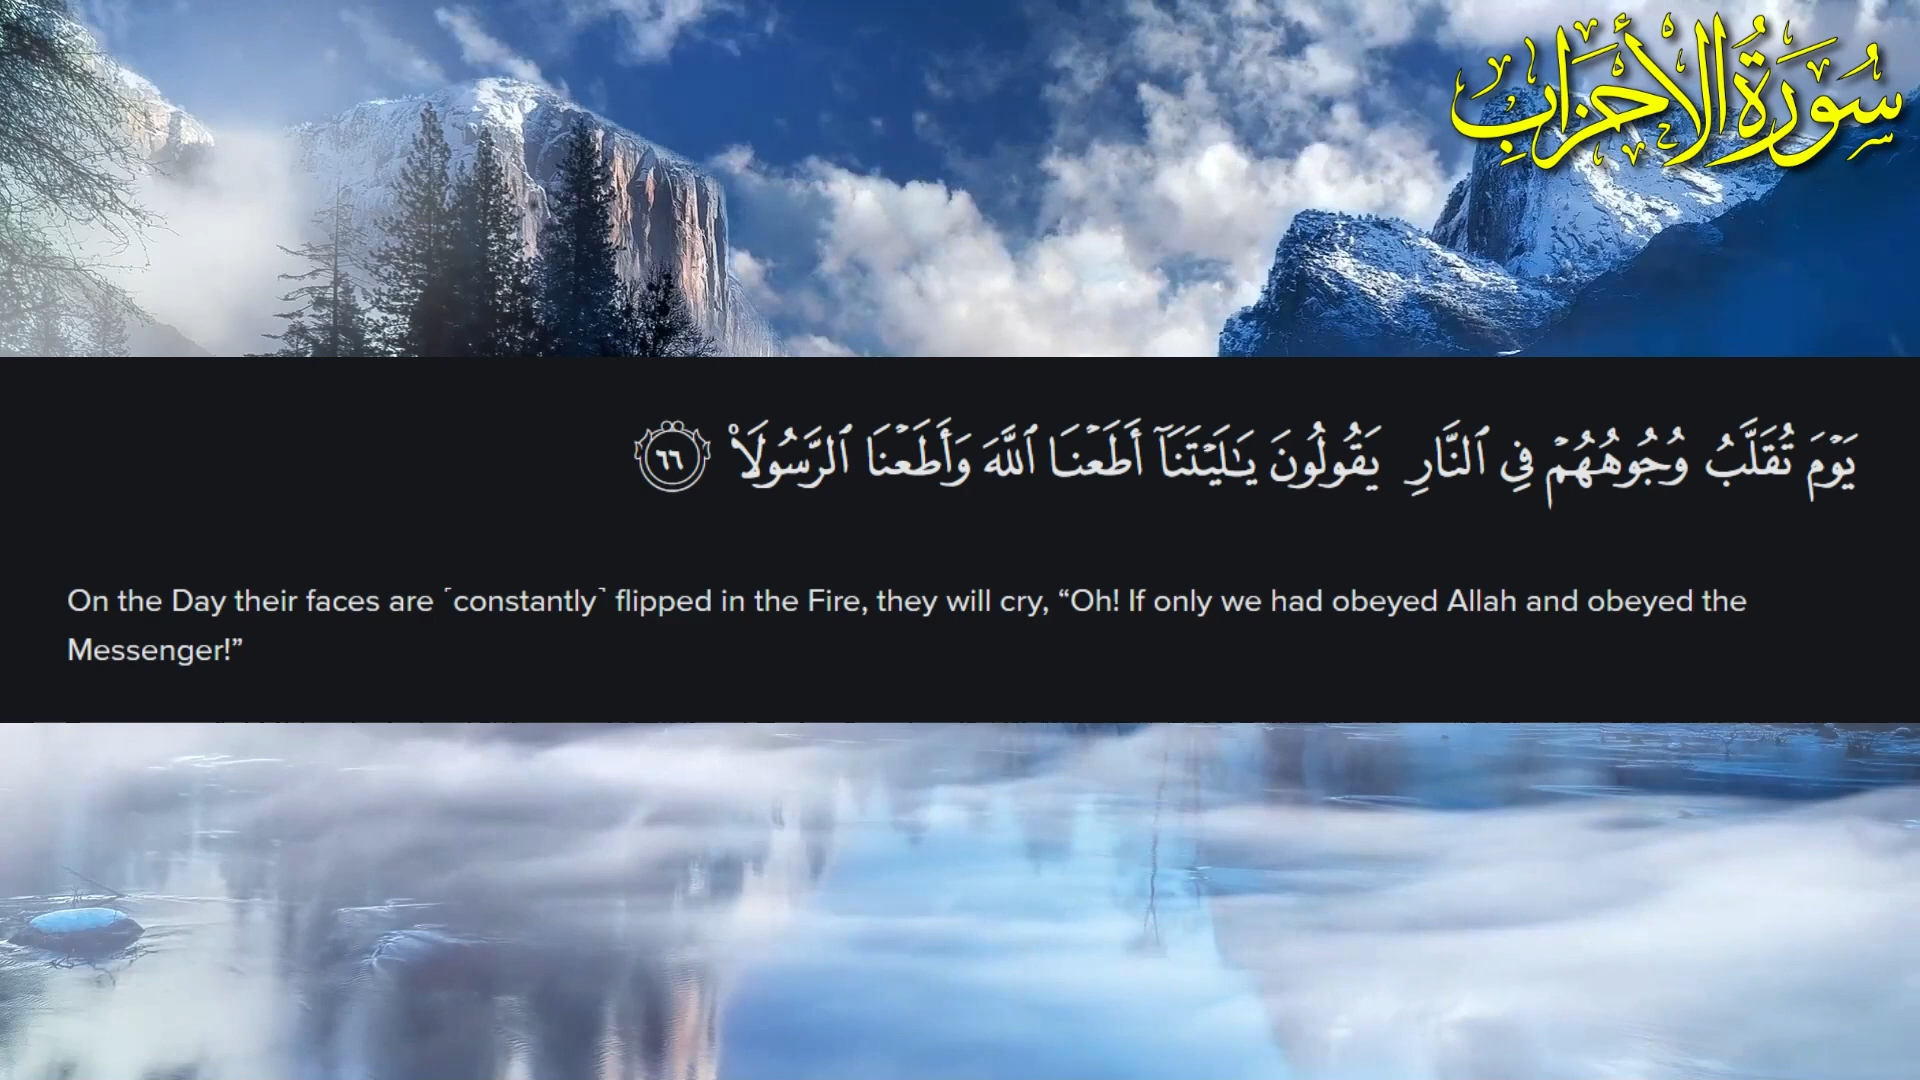 سُورَةُ الأَحْزَابِ
يَوْمَ تُقَلَّبُ وُجُوهُهُمْ فِي ٱلنَّارِ يَقُولُونَ يَـٰلَيْتَنَآ أَطَعْنَا ٱللَّهَ وَأَطَعْنَا ٱلرَّسُولَا۠ ٦٦
On the Day their faces are ˹constantly˺ flipped in the Fire, they will cry, “Oh! If only we had obeyed Allah and obeyed the
Messenger!”